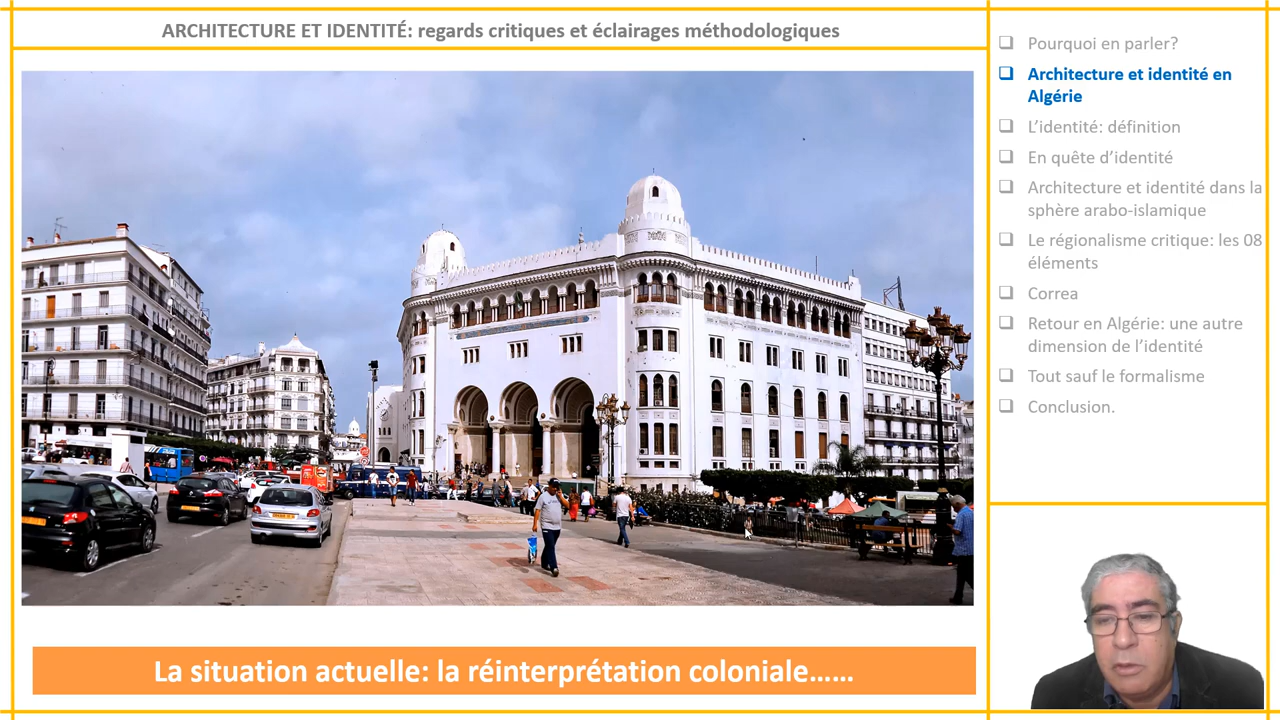 ARCHITECTURE ET IDENTITÉ: regards critiques et éclairages méthodologiques
La situation actuelle: la réinterprétation coloniale......
Pourquoi en parler?
Architecture et identité en
Algérie
L'identité: définition
En quête d'identité
Architecture et identité dans la
sphère arabo-islamique
Le régionalisme critique: les 08
éléments
Correa
Retour en Algérie: une autre
dimension de l'identité
Tout sauf le formalisme
Conclusion.